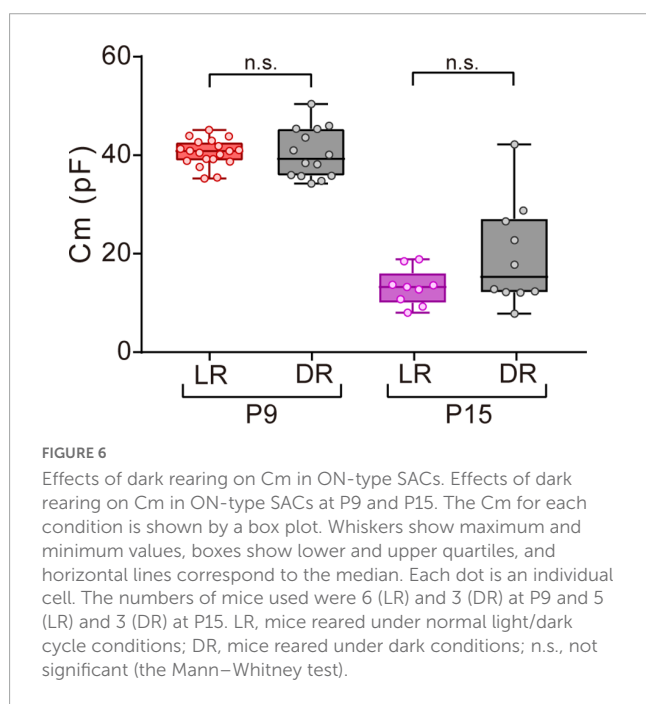 60
40
20
0
Cm (pF)
n.s.
n.s.
LR
DR
LR
DR
P9
P15
FIGURE 6
Effects of dark rearing on Cm in ON-type SACs. Effects of dark
rearing on Cm in ON-type SACs at P9 and P15. The Cm for each
condition is shown by a box plot. Whiskers show maximum and
minimum values, boxes show lower and upper quartiles, and
horizontal lines correspond to the median. Each dot is an individual
cell. The numbers of mice used were 6 (LR) and 3 (DR) at P9 and 5
(LR) and 3 (DR) at P15. LR, mice reared under normal light/dark
cycle conditions; DR, mice reared under dark conditions; n.s., not
significant (the Mann–Whitney test).